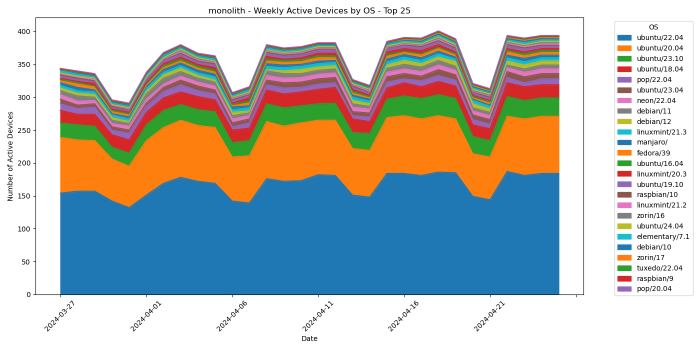 monolith - Weekly Active Devices by OS - Top 25
Number of Active Devices
400
350
300
250
200
150
100
50
0
2024-03-27
2024-04-01
2024-04-06
2024-04-11
2024-04-16
2024-04-21
Date
OS
ubuntu/22.04
ubuntu/20.04
ubuntu/23.10
ubuntu/18.04
pop/22.04
ubuntu/23.04
neon/22.04
debian/11
debian/12
linuxmint/21.3
manjaro/
fedora/39
ubuntu/16.04
linuxmint/20.3
ubuntu/19.10
raspbian/10
linuxmint/21.2
zorin/16
ubuntu/24.04
elementary/7.1
debian/10
zorin/17
tuxedo/22.04
raspbian/9
pop/20.04